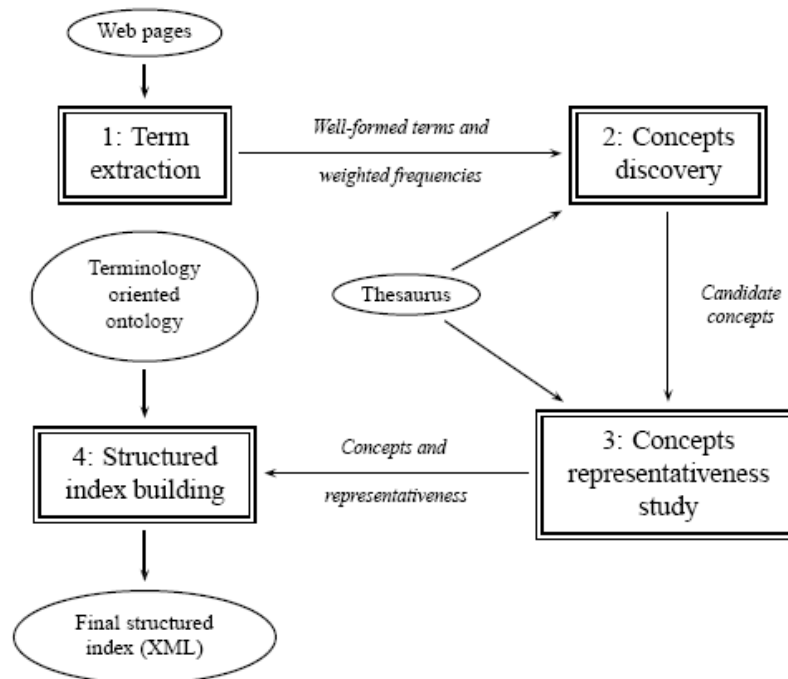 Web pages
1: Term
extraction
Well-formed terms and
weighted frequencies
2: Concepts
discovery
Terminology
oriented
ontology
Thesaurus
Candidate
concepts
4: Structured
index building
Concepts and
representativeness
3: Concepts
representativeness
study
Final structured
index (XML)